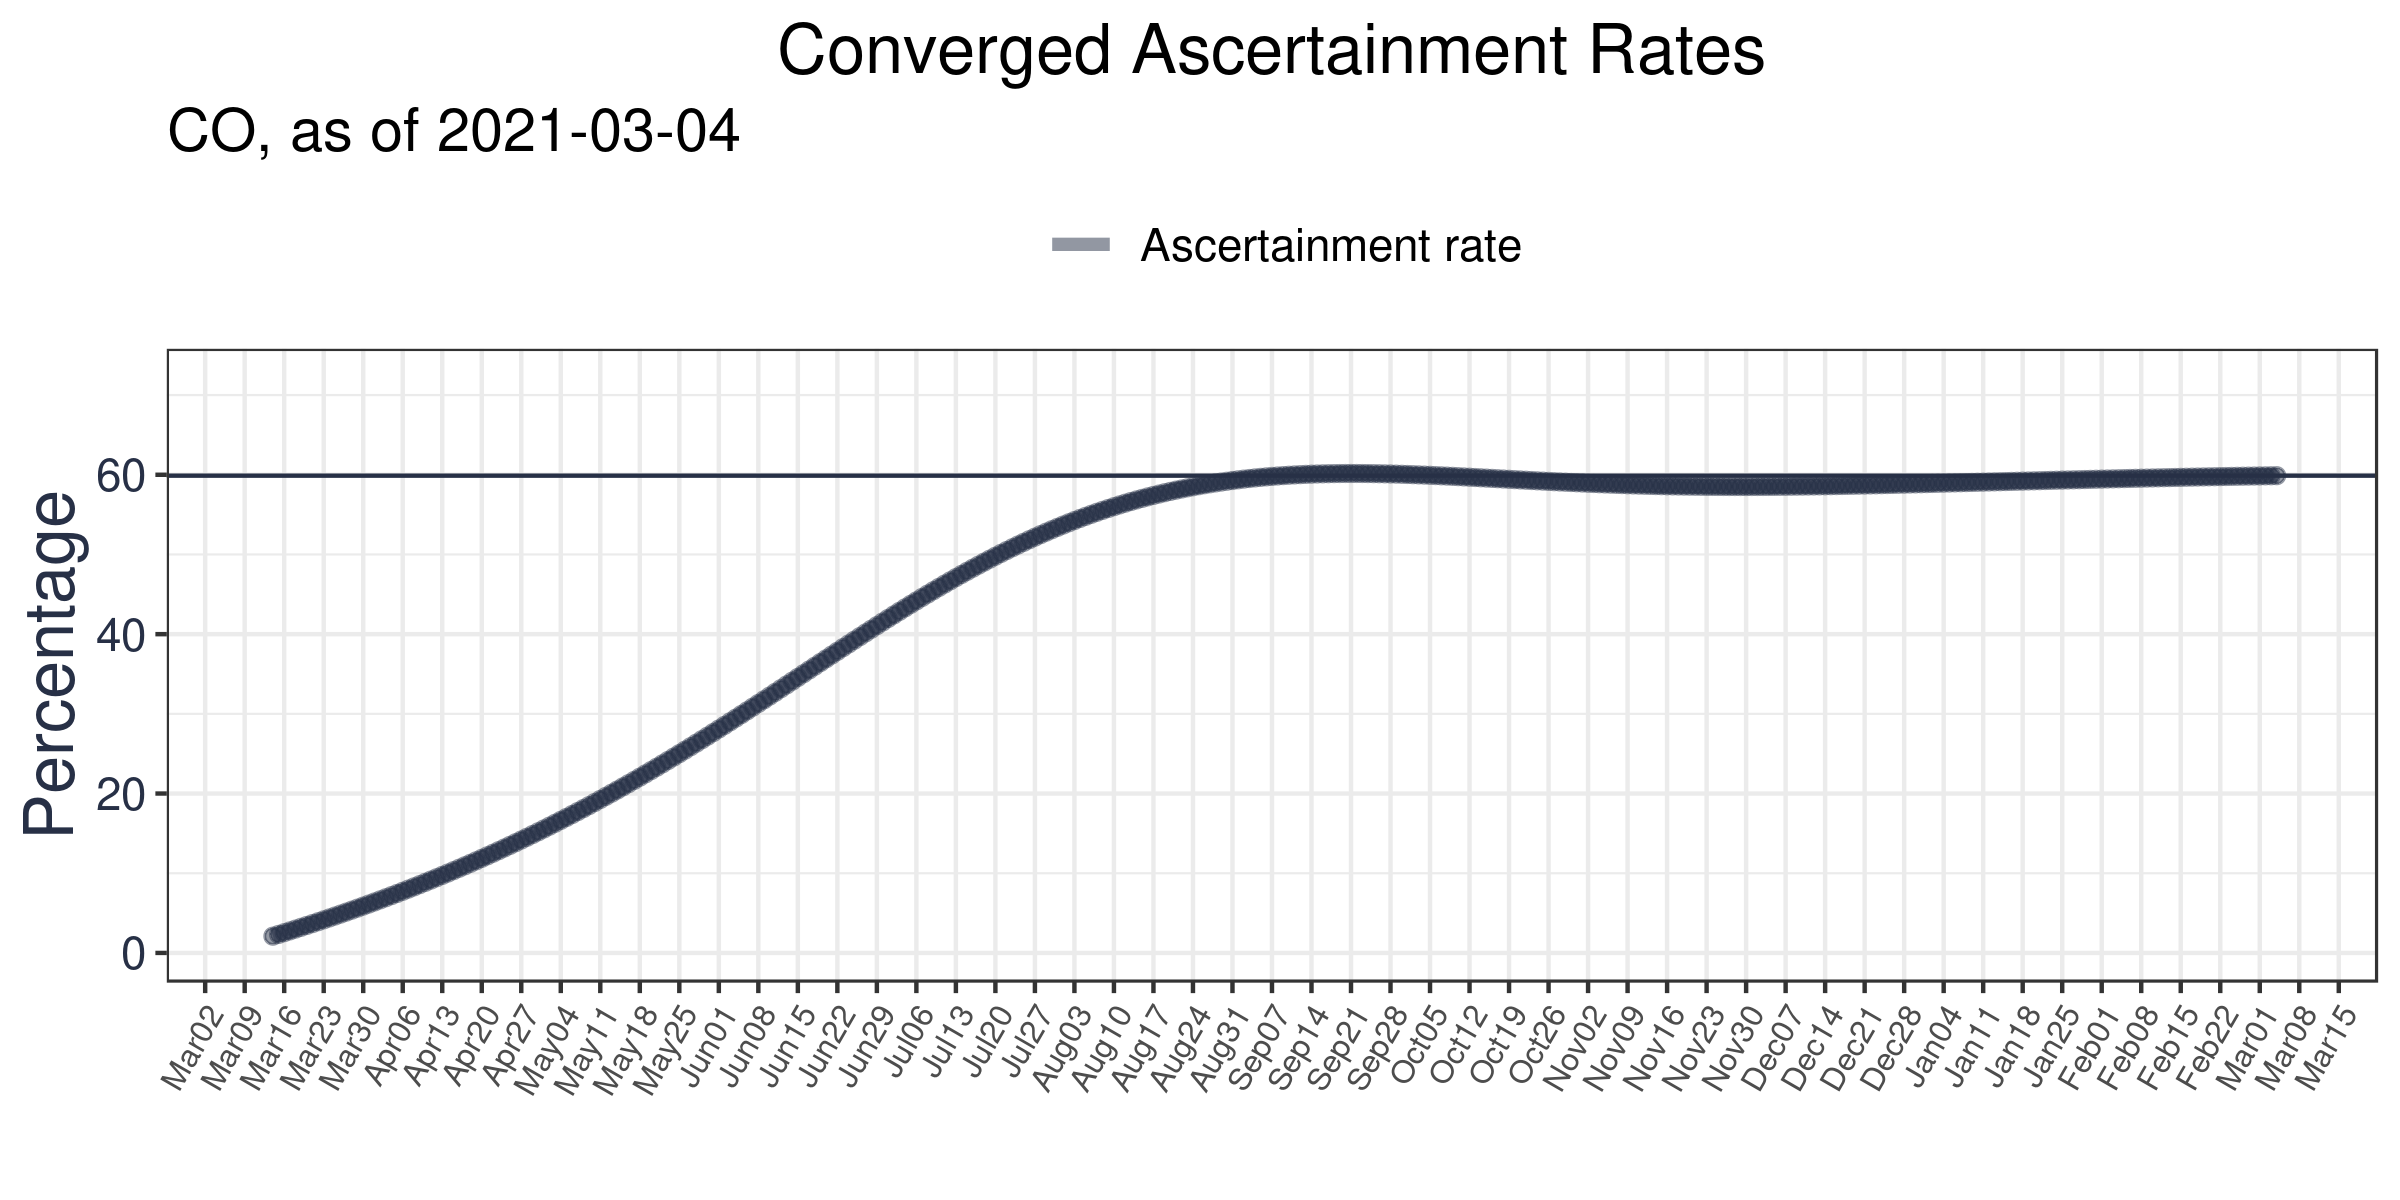 Converged Ascertainment Rates
CO, as of 2021-03-04
Ascertainment rate
Percentage
60
40
20
0
Mar02 Mar09 Mar16 Mar23 Mar30 Apr06 Apr13 Apr20 Apr27 May04 May11 May18 May25 Jun01 Jun08 Jun15 Jun22 Jun29 Jul06 Jul13 Jul20 Jul27 Aug03 Aug10 Aug17 Aug24 Aug31 Sep07 Sep14 Sep21 Sep28 Oct05 Oct12 Oct19 Oct26 Nov02 Nov09 Nov16 Nov23 Nov30 Dec07 Dec14 Dec21 Dec28 Jan04 Jan11 Jan18 Jan25 Feb01 Feb08 Feb15 Feb22 Mar01 Mar08 Mar15